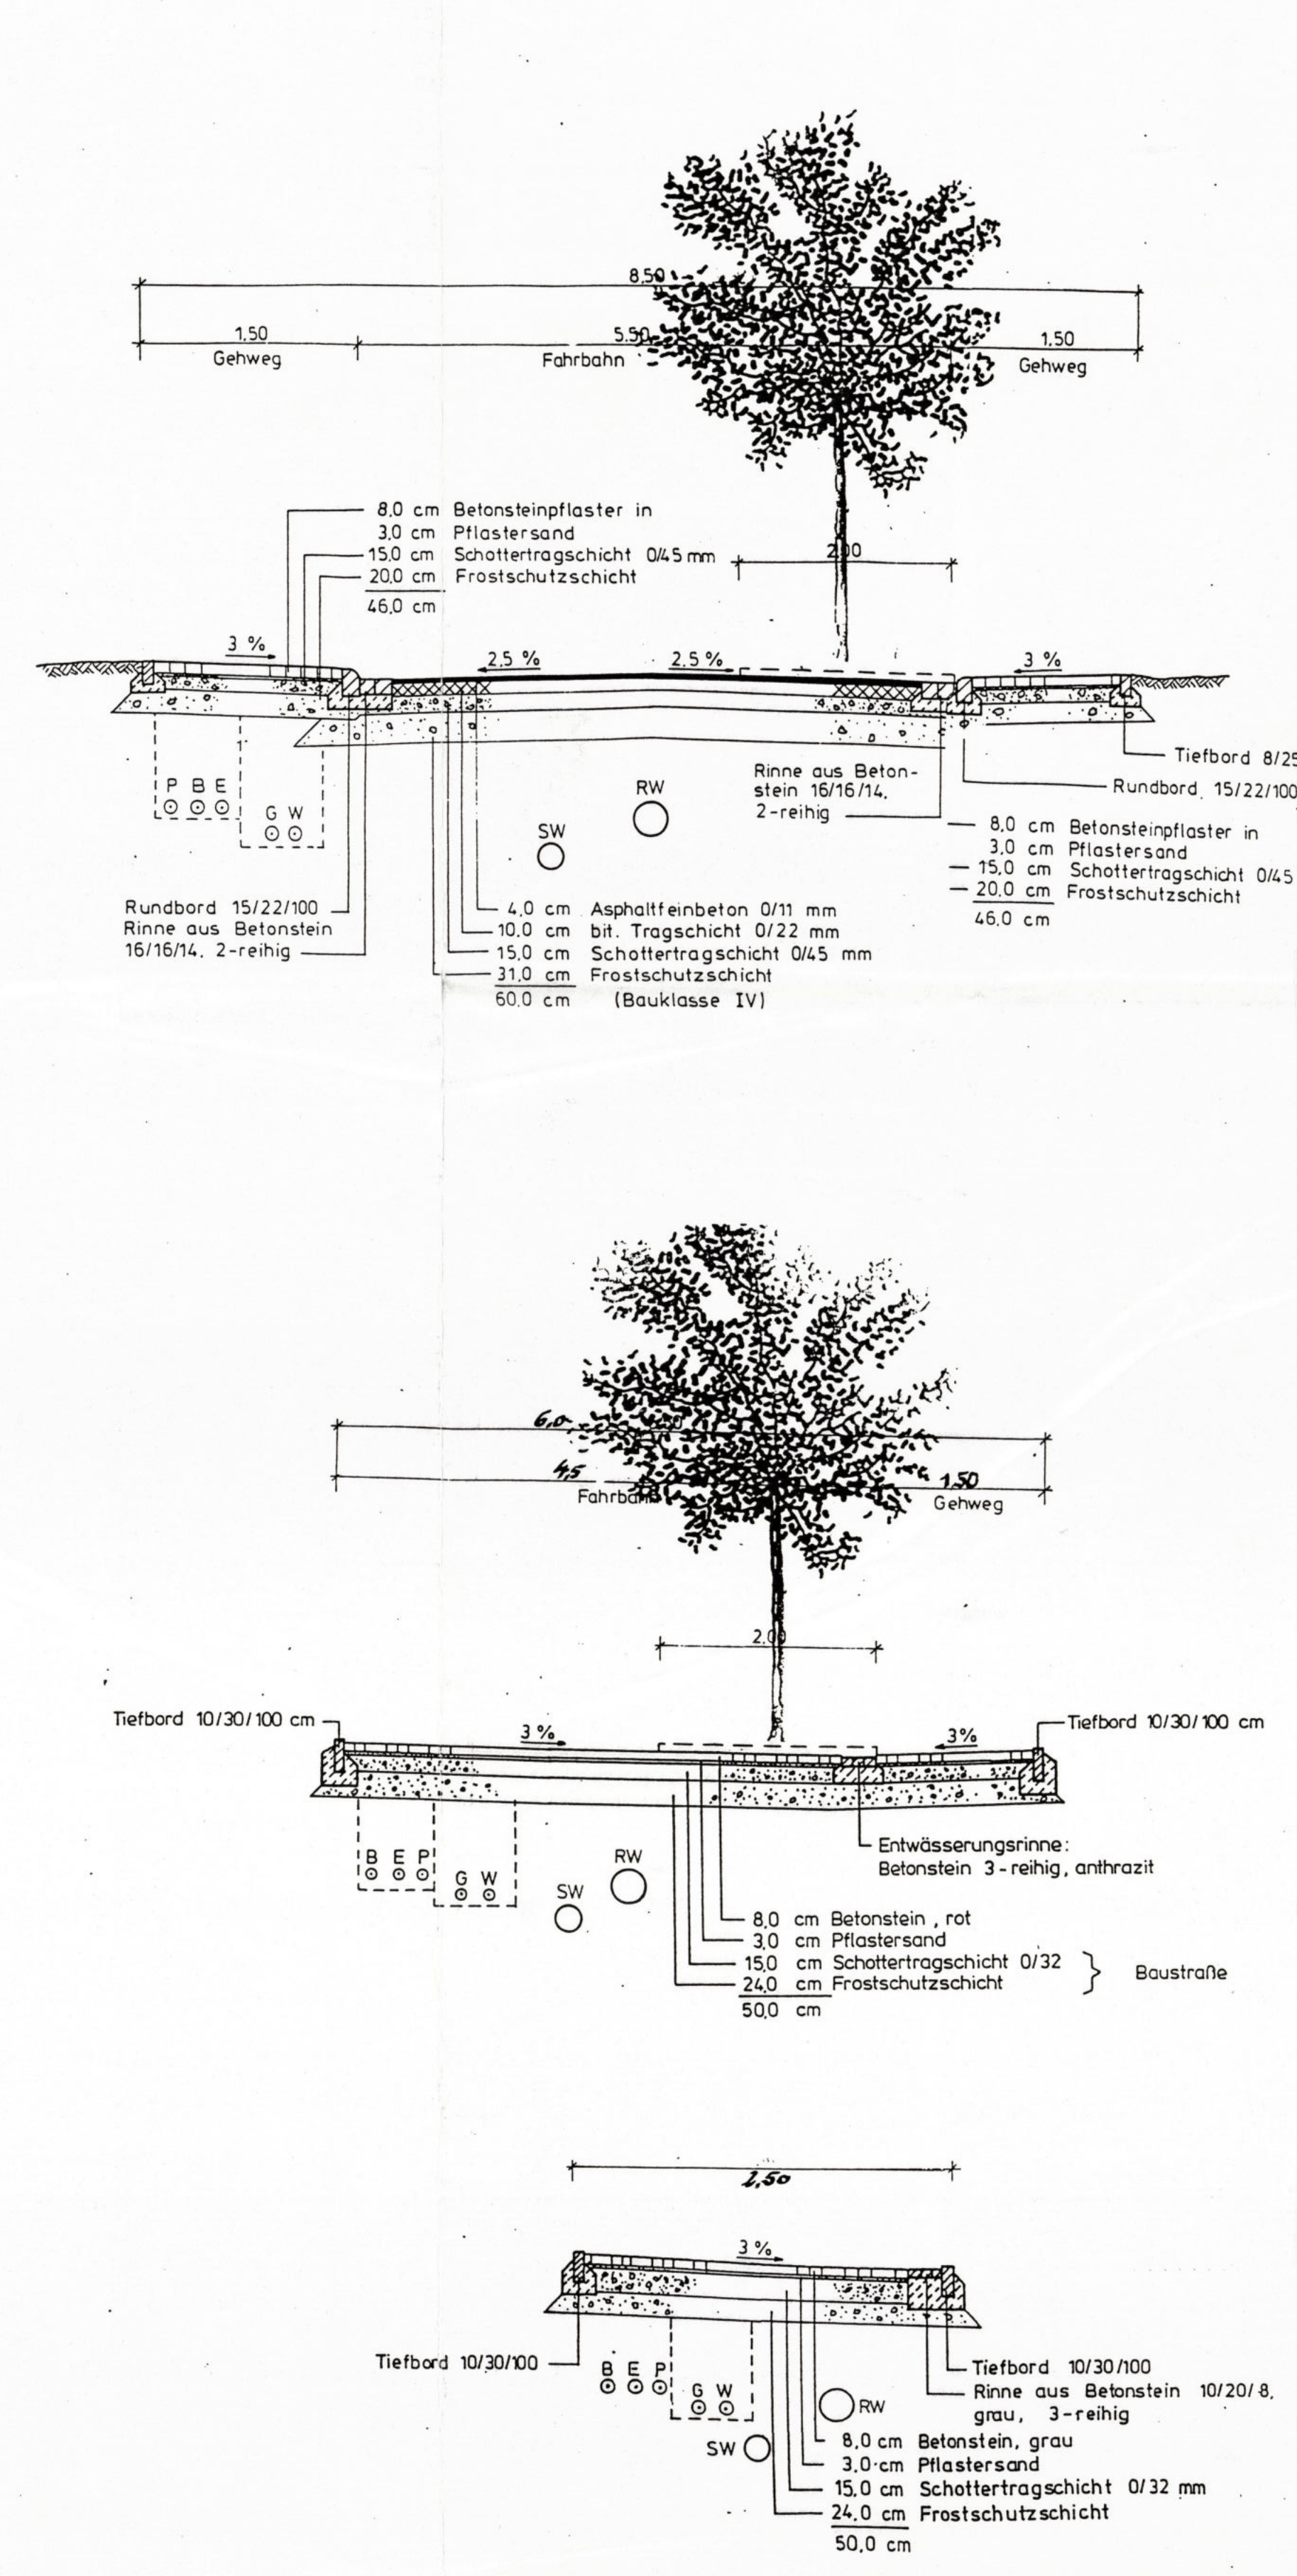 8.50
1,50
5.50
1,50
Gehweg
Fahrbahn
Gehweg
8,0 cm Betonsteinpflaster in
3,0 cm Pflastersand
15,0 cm Schottertragschicht 0/45 mm
20,0 cm Frostschutzschicht
46,0 cm
2,00
3 %
2,5 %
2,5 %
3 %
P B E
G W
SW
RW
Rinne aus Beton-
stein 16/16/14,
2-reihig
Tiefbord 8/25
Rundbord, 15/22/100
8,0 cm Betonsteinpflaster in
3,0 cm Pflastersand
15,0 cm Schottertragschicht 0/45
20,0 cm Frostschutzschicht
46,0 cm
Rundbord 15/22/100
Rinne aus Betonstein
16/16/14, 2-reihig
4,0 cm Asphaltfeinbeton 0/11 mm
10,0 cm bit. Tragschicht 0/22 mm
15,0 cm Schottertragschicht 0/45 mm
31,0 cm Frostschutzschicht
60,0 cm (Bauklasse IV)
6,0
4,5
1,50
Fahrbahn
Gehweg
2,00
Tiefbord 10/30/100 cm
3 %
3%
Tiefbord 10/30/100 cm
B E P
G W
SW
RW
Entwässerungsrinne:
Betonstein 3-reihig, anthrazit
8,0 cm Betonstein, rot
3,0 cm Pflastersand
15,0 cm Schottertragschicht 0/32
24,0 cm Frostschutzschicht
Baustraße
50,0 cm
3 %
Tiefbord 10/30/100
B E P
G W
SW
RW
Tiefbord 10/30/100
Rinne aus Betonstein 10/20/8,
grau, 3-reihig
8,0 cm Betonstein, grau
3,0 cm Pflastersand
15,0 cm Schottertragschicht 0/32 mm
24,0 cm Frostschutzschicht
50,0 cm